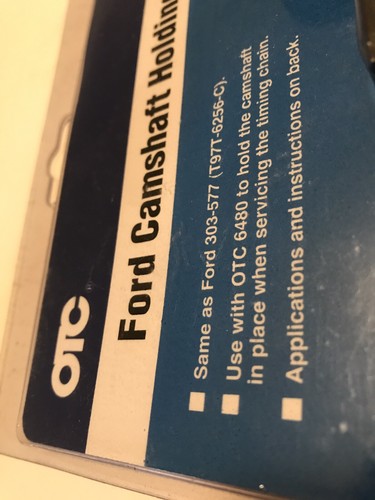 OTC
Ford Camshaft Holdin
Same as Ford 303-577 (T97T-6256-C).
Use with OTC 6480 to hold the camshaft
in place when servicing the timing chain.
Applications and instructions on back.